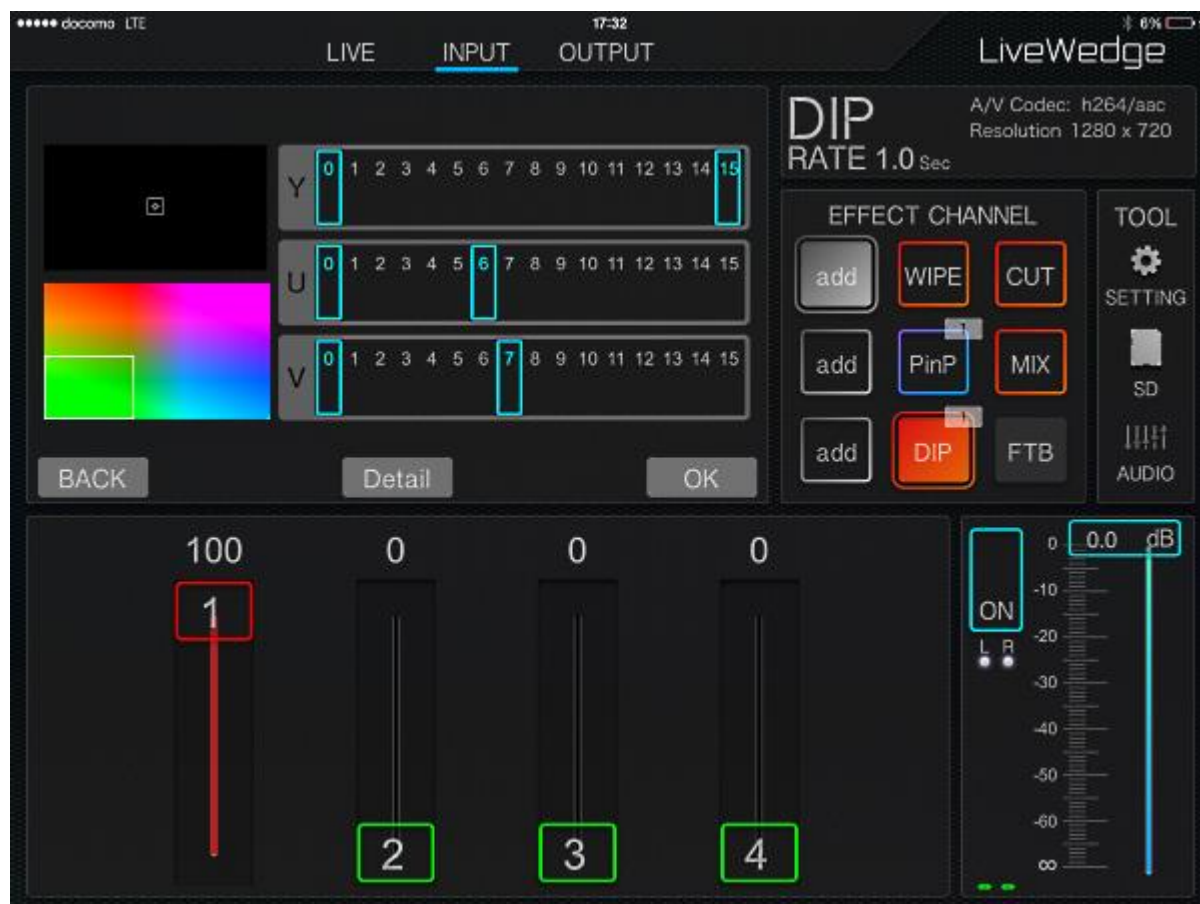 docomo LTE 17:32 6%
LIVE INPUT OUTPUT LiveWedge
Y 0 1 2 3 4 5 6 7 8 9 10 11 12 13 14 15
U 0 1 2 3 4 5 6 7 8 9 10 11 12 13 14 15
V 0 1 2 3 4 5 6 7 8 9 10 11 12 13 14 15
BACK Detail OK
DIP
RATE 1.0 Sec
A/V Codec: h264/aac
Resolution 1280 x 720
EFFECT CHANNEL
add WIPE CUT
add PinP MIX
add DIP FTB
TOOL
SETTING
SD
AUDIO
100 0 0 0
1
2 3 4
ON
L R
0.0 dB
0
-10
-20
-30
-40
-50
-60
∞